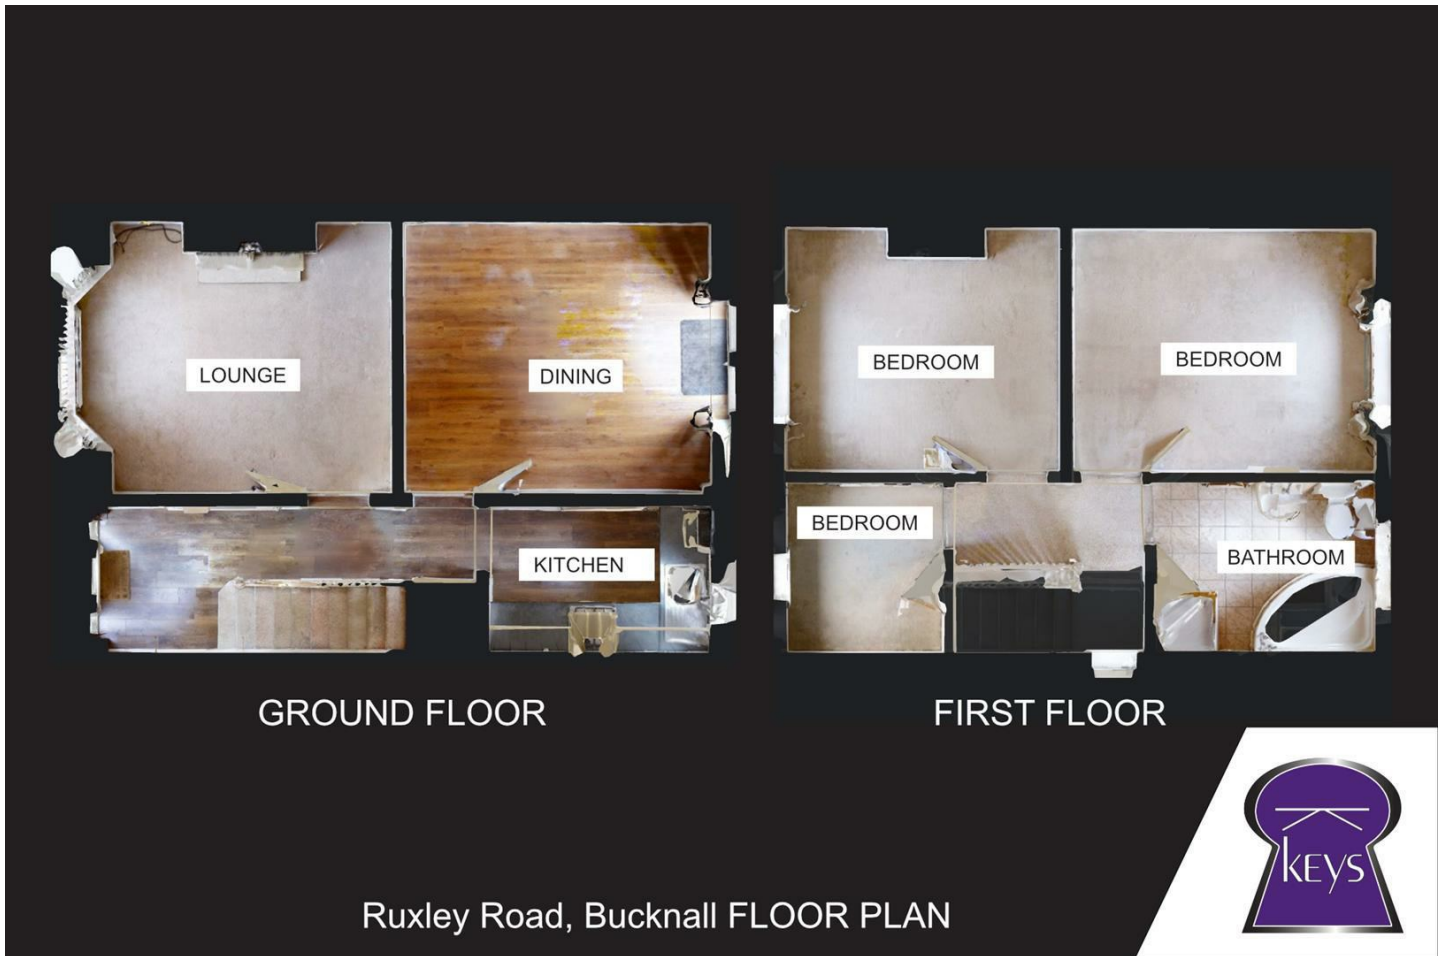 LOUNGE
DINING
KITCHEN
GROUND FLOOR
BEDROOM
BEDROOM
BEDROOM
BATHROOM
FIRST FLOOR
Ruxley Road, Bucknall FLOOR PLAN
kEys